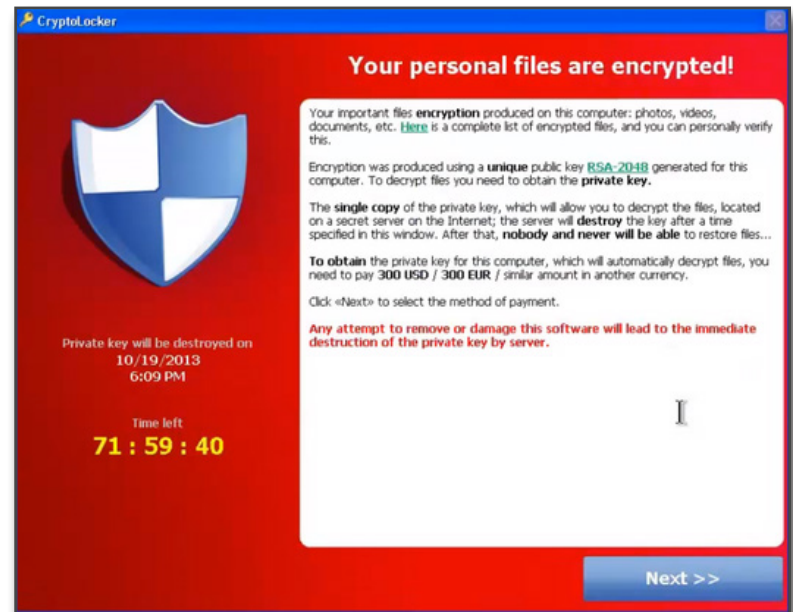 CryptoLocker
Your personal files are encrypted!
Your important files encryption produced on this computer: photos, videos,
documents, etc. Here is a complete list of encrypted files, and you can personally verify
this.
Encryption was produced using a unique public key RSA-2048 generated for this
computer. To decrypt files you need to obtain the private key.
The single copy of the private key, which will allow you to decrypt the files, located
on a secret server on the Internet; the server will destroy the key after a time
specified in this window. After that, nobody and never will be able to restore files...
To obtain the private key for this computer, which will automatically decrypt files, you
need to pay 300 USD / 300 EUR / similar amount in another currency.
Click «Next» to select the method of payment.
Any attempt to remove or damage this software will lead to the immediate
destruction of the private key by server.
Private key will be destroyed on
10/19/2013
6:09 PM
Time left
71 : 59 : 40
Next >>